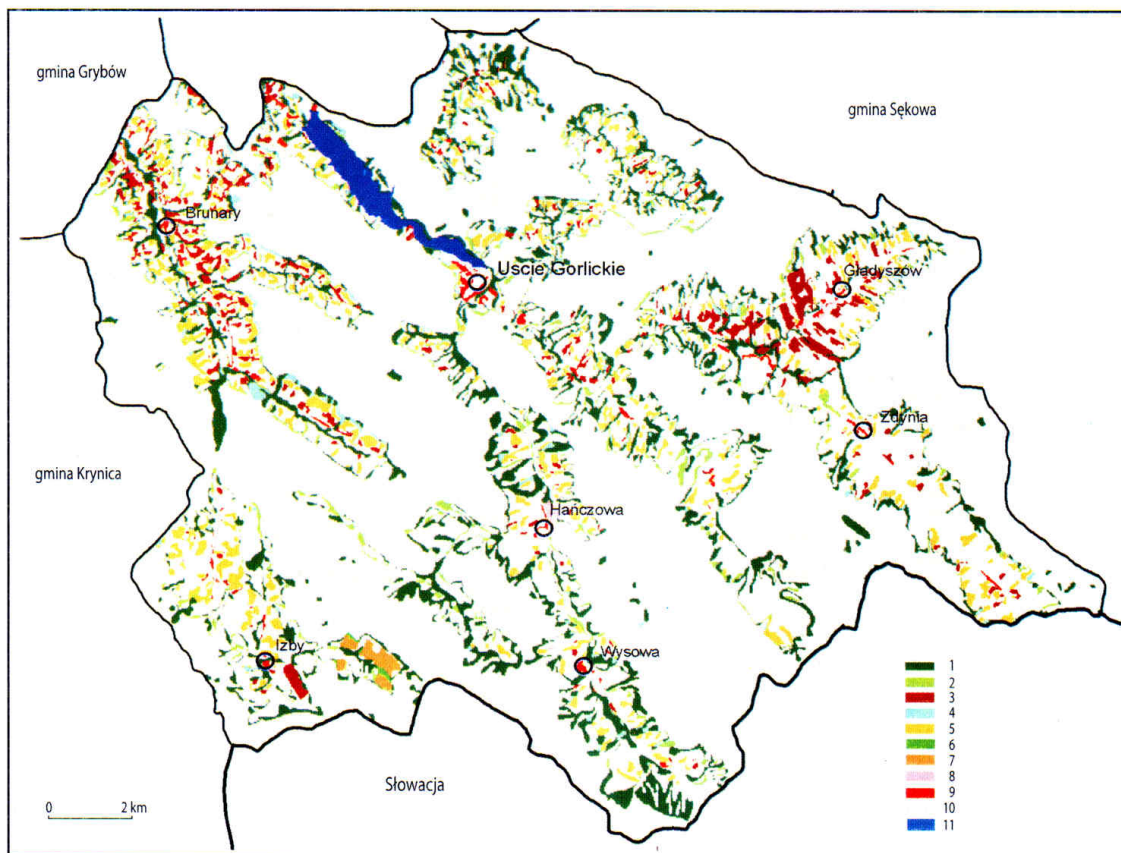 gmina Grybów
gmina Sękowa
Brunary
Uście Gorlickie
Gładyszów
Zdynia
gmina Krynica
Hańczowa
Izby
Wysowa
Słowacja
0 2 km
1
2
3
4
5
6
7
8
9
10
11